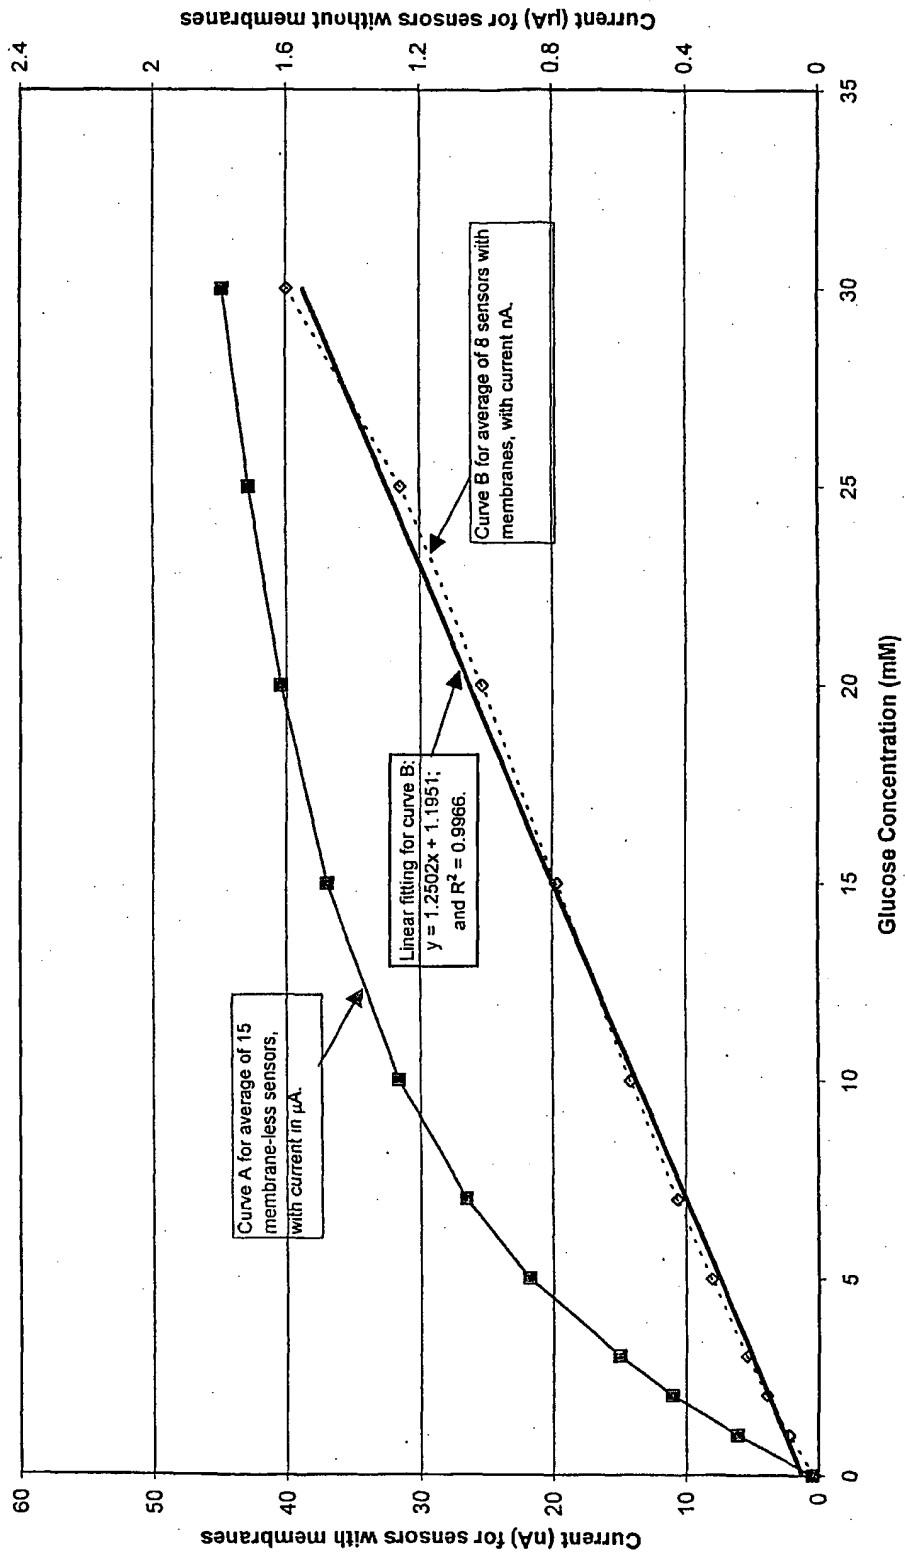 Current (nA) for sensors with membranes
60
50
40
30
20
10
0
Current (µA) for sensors without membranes
2.4
2
1.6
1.2
0.8
0.4
0
Curve A for average of 15
membrane-less sensors,
with current in µA.
Linear fitting for curve B:
y = 1.2502x + 1.1951;
and R² = 0.9966.
Curve B for average of 8 sensors with
membranes, with current nA.
0
5
10
15
20
25
30
35
Glucose Concentration (mM)